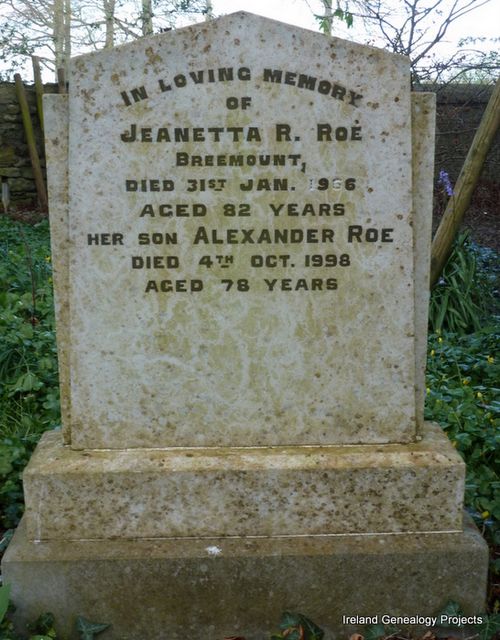 IN LOVING MEMORY
OF
JEANETTA R. ROE
BREEMOUNT,
DIED 31ST JAN. 1966
AGED 82 YEARS
HER SON ALEXANDER ROE
DIED 4TH OCT. 1998
AGED 78 YEARS
Ireland Genealogy Projects